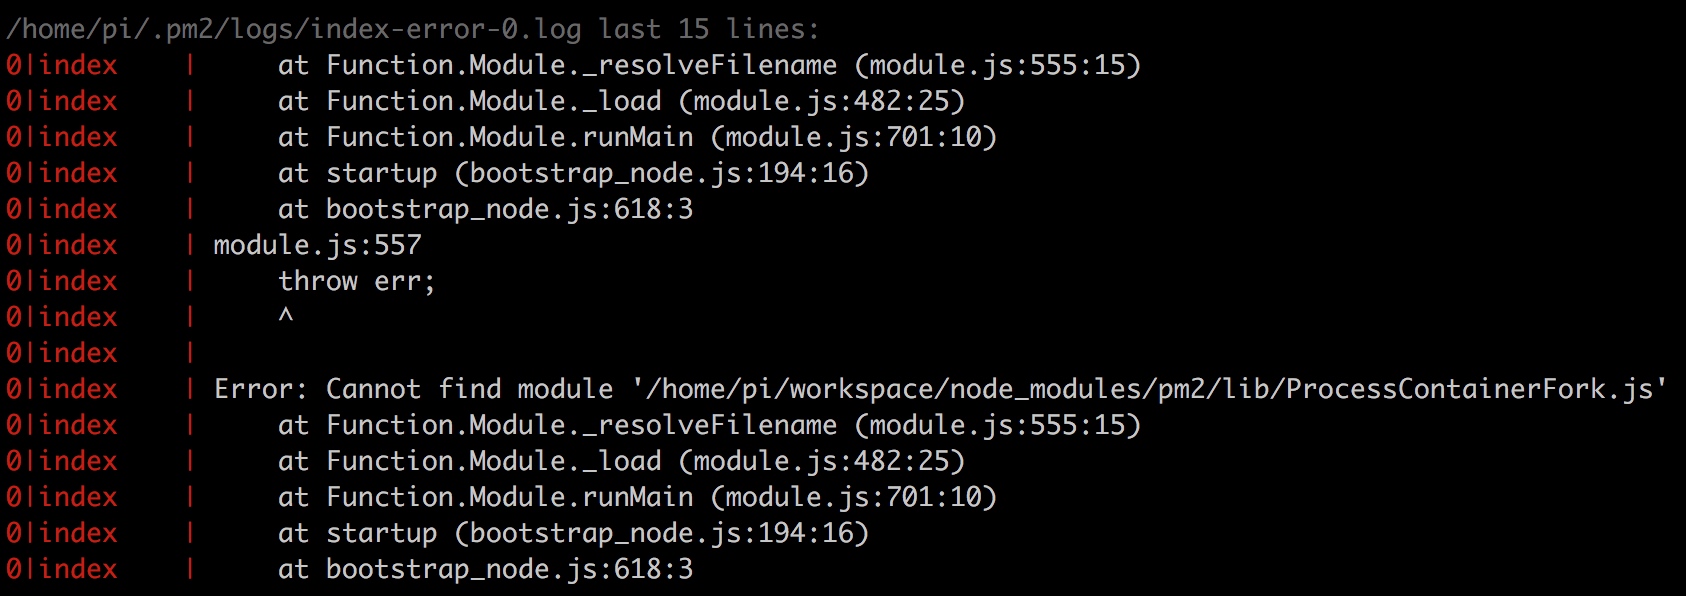 /home/pi/.pm2/logs/index-error-0.log last 15 lines:
0|index    |     at Function.Module._resolveFilename (module.js:555:15)
0|index    |     at Function.Module._load (module.js:482:25)
0|index    |     at Function.Module.runMain (module.js:701:10)
0|index    |     at startup (bootstrap_node.js:194:16)
0|index    |     at bootstrap_node.js:618:3
0|index    | module.js:557
0|index    |     throw err;
0|index    |     ^
0|index    |
0|index    | Error: Cannot find module '/home/pi/workspace/node_modules/pm2/lib/ProcessContainerFork.js'
0|index    |     at Function.Module._resolveFilename (module.js:555:15)
0|index    |     at Function.Module._load (module.js:482:25)
0|index    |     at Function.Module.runMain (module.js:701:10)
0|index    |     at startup (bootstrap_node.js:194:16)
0|index    |     at bootstrap_node.js:618:3